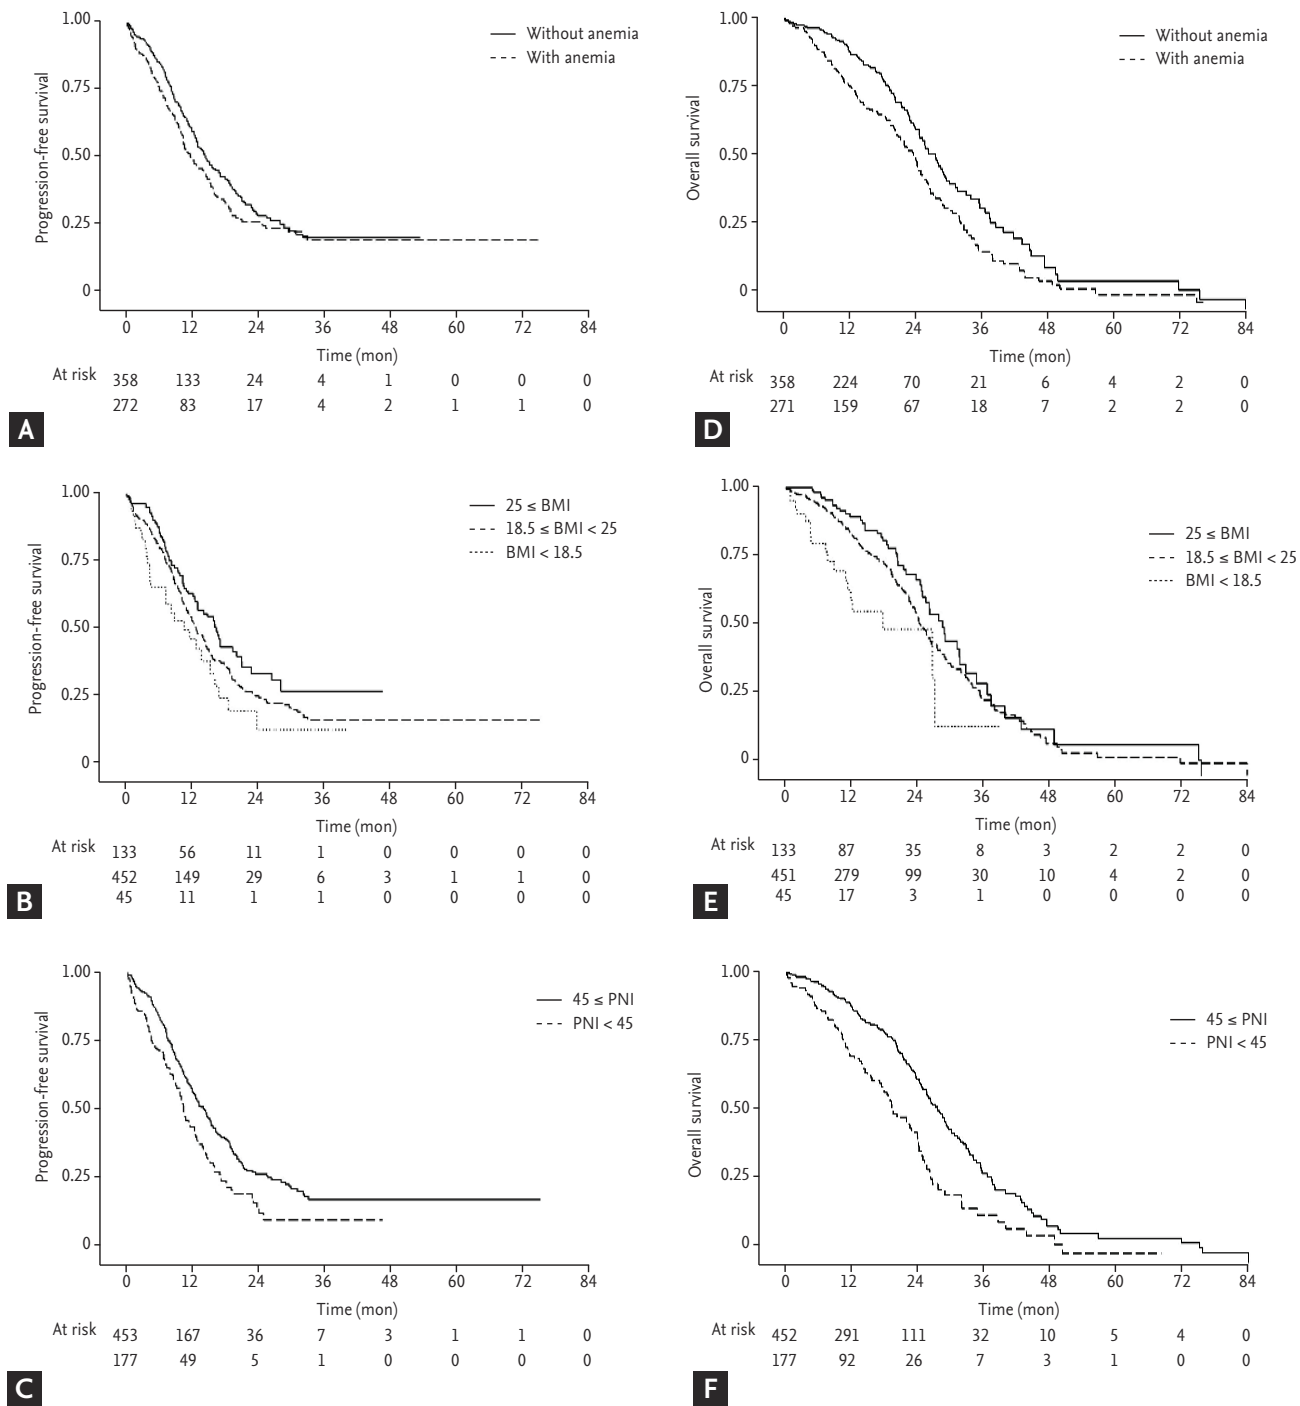 1.00
0.75
0.50
0.25
0
Progression-free survival
Without anemia
With anemia
0 12 24 36 48 60 72 84
Time (mon)
At risk
358 133 24 4 1 0 0 0
272 83 17 4 2 1 1 0
A
1.00
0.75
0.50
0.25
0
Overall survival
Without anemia
With anemia
0 12 24 36 48 60 72 84
Time (mon)
At risk
358 224 70 21 6 4 2 0
271 159 67 18 7 2 2 0
D
1.00
0.75
0.50
0.25
0
Progression-free survival
25 ≤ BMI
18.5 ≤ BMI < 25
BMI < 18.5
0 12 24 36 48 60 72 84
Time (mon)
At risk
133 56 11 1 0 0 0 0
452 149 29 6 3 1 1 0
45 11 1 1 0 0 0 0
B
1.00
0.75
0.50
0.25
0
Overall survival
25 ≤ BMI
18.5 ≤ BMI < 25
BMI < 18.5
0 12 24 36 48 60 72 84
Time (mon)
At risk
133 87 35 8 3 2 2 0
451 279 99 30 10 4 2 0
45 17 3 1 0 0 0 0
E
1.00
0.75
0.50
0.25
0
Progression-free survival
45 ≤ PNI
PNI < 45
0 12 24 36 48 60 72 84
Time (mon)
At risk
453 167 36 7 3 1 1 0
177 49 5 1 0 0 0 0
C
1.00
0.75
0.50
0.25
0
Overall survival
45 ≤ PNI
PNI < 45
0 12 24 36 48 60 72 84
Time (mon)
At risk
452 291 111 32 10 5 4 0
177 92 26 7 3 1 0 0
F